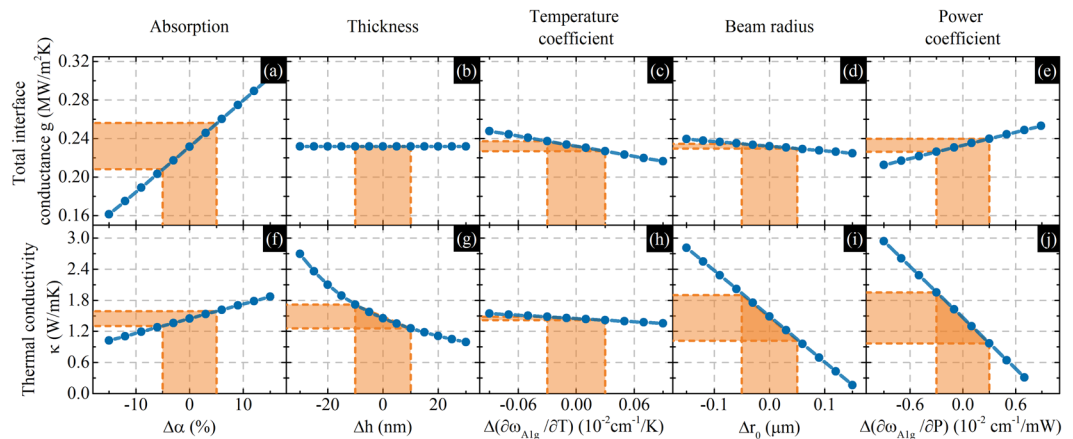 Absorption
Thickness
Temperature
coefficient
Beam radius
Power
coefficient
Total interface
conductance g (MW/m²K)
0.32
0.28
0.24
0.20
0.16
(a)
(b)
(c)
(d)
(e)
Thermal conductivity
κ (W/mK)
3.0
2.4
1.8
1.2
0.6
0.0
(f)
(g)
(h)
(i)
(j)
-10 0 10
-20 0 20
-0.06 0.00 0.06
-0.1 0.0 0.1
-0.6 0.0 0.6
Δα (%)
Δh (nm)
Δ(∂ω_A1g /∂T) (10⁻²cm⁻¹/K)
Δr₀ (μm)
Δ(∂ω_A1g /∂P) (10⁻² cm⁻¹/mW)